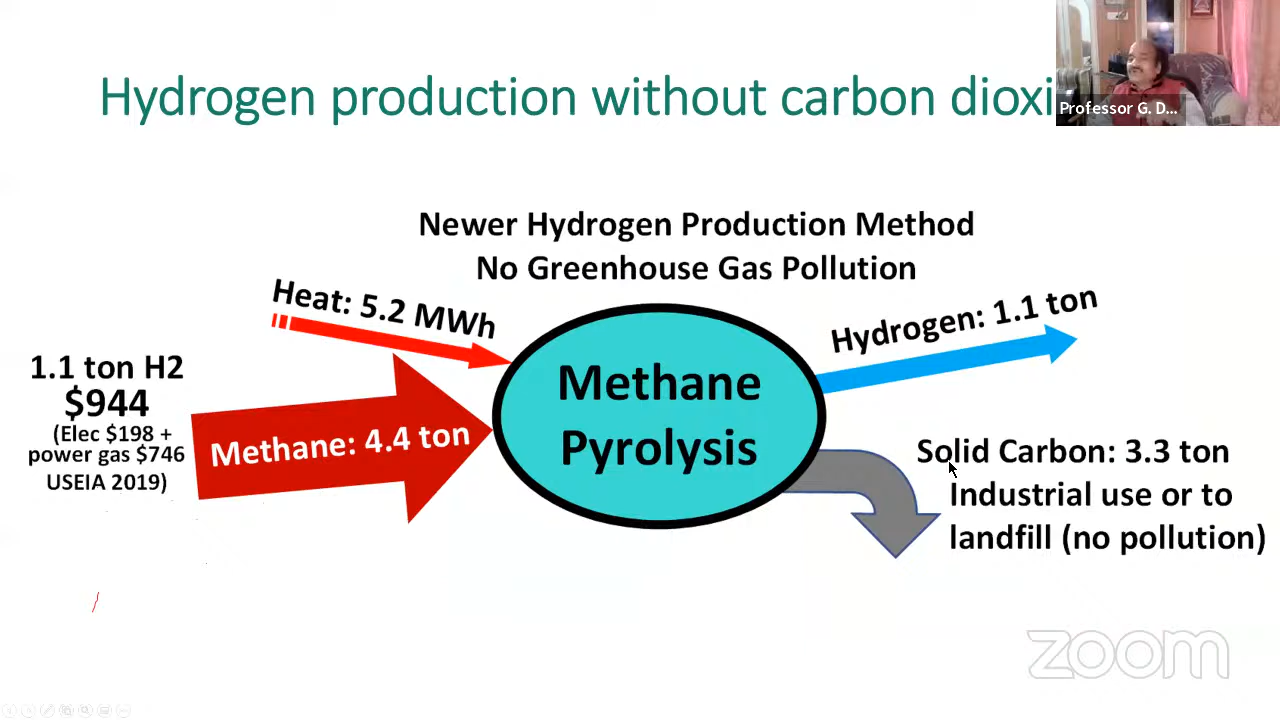 Hydrogen production without carbon dioxi
Professor G. D...
Newer Hydrogen Production Method
No Greenhouse Gas Pollution
Heat: 5.2 MWh
Hydrogen: 1.1 ton
1.1 ton H2
$944
(Elec $198 +
power gas $746
USEIA 2019)
Methane: 4.4 ton
Methane
Pyrolysis
Solid Carbon: 3.3 ton
Industrial use or to
landfill (no pollution)
zoom